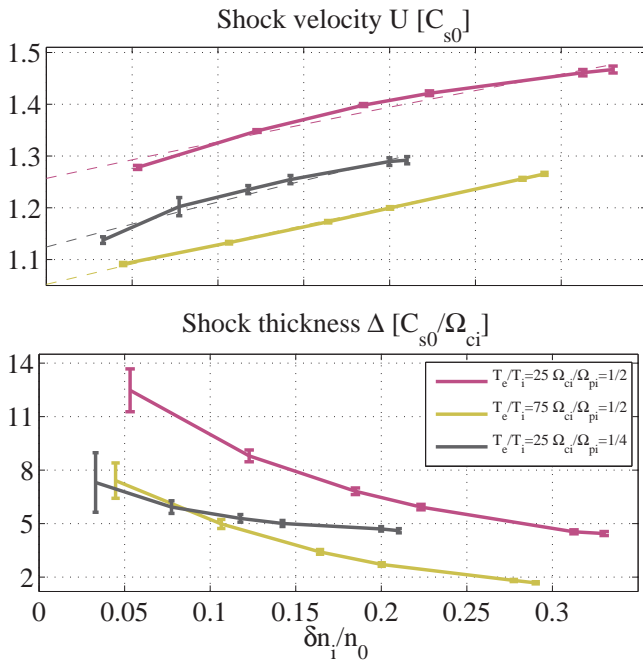 Shock velocity U [C_s0]
1.5
1.4
1.3
1.2
1.1
Shock thickness Δ [C_s0/Ω_ci]
14
11
8
5
2
T_e/T_i=25 Ω_ci/Ω_pi=1/2
T_e/T_i=75 Ω_ci/Ω_pi=1/2
T_e/T_i=25 Ω_ci/Ω_pi=1/4
0 0.05 0.1 0.15 0.2 0.25 0.3
δn_i/n_0